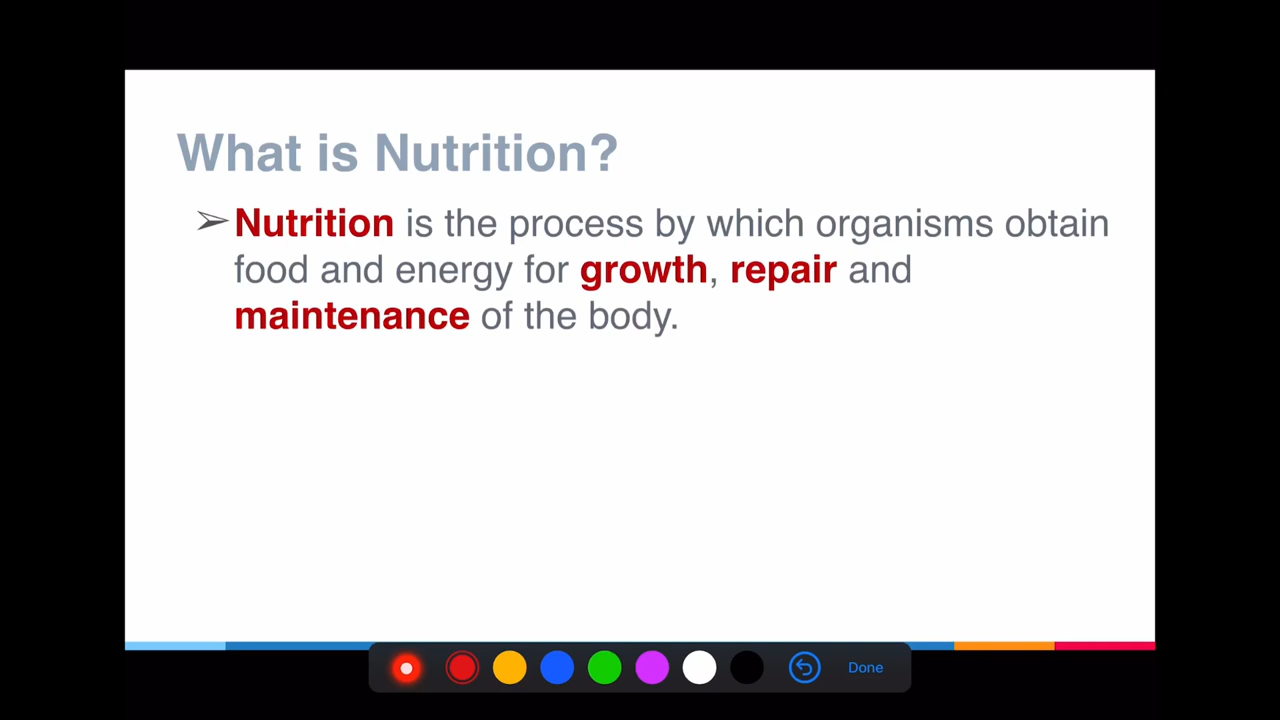 What is Nutrition?
➢Nutrition is the process by which organisms obtain
food and energy for growth, repair and
maintenance of the body.
Done